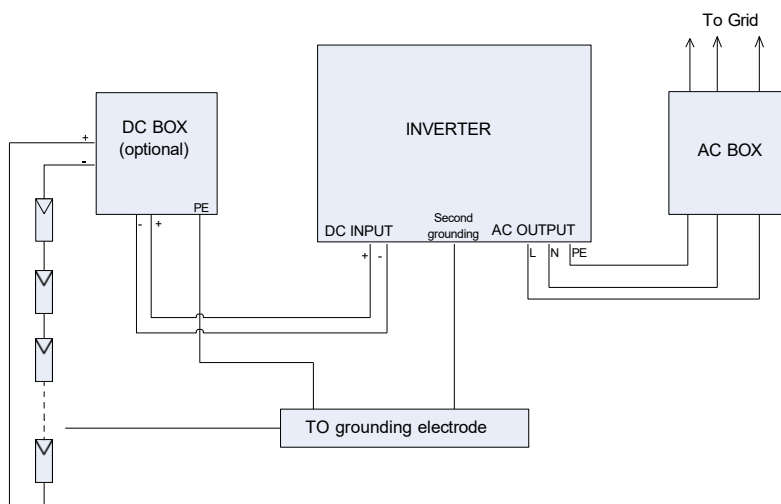 To Grid
DC BOX
(optional)
INVERTER
AC BOX
+
-
PE
- +
DC INPUT
Second
grounding
AC OUTPUT
+ -
L N PE
TO grounding electrode